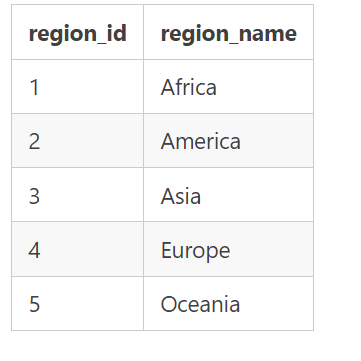 region_id region_name
1 Africa
2 America
3 Asia
4 Europe
5 Oceania